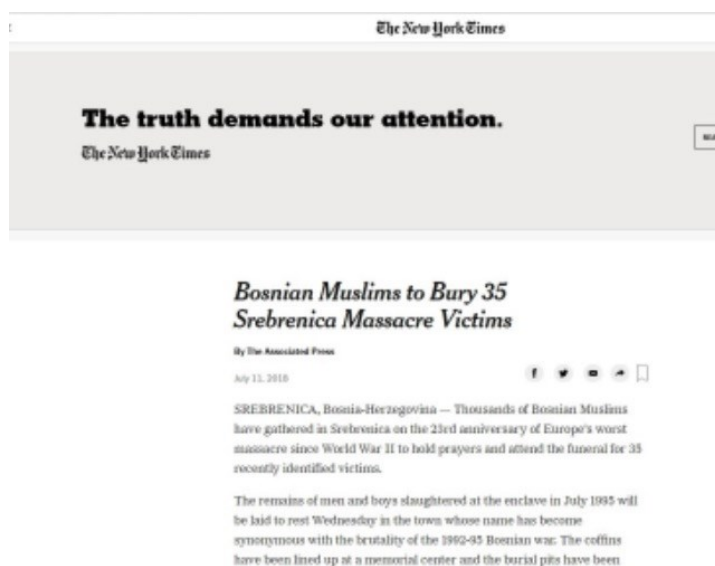 The New York Times
The truth demands our attention.
The New York Times
Bosnian Muslims to Bury 35
Srebrenica Massacre Victims
By The Associated Press
July 11, 2018
SREBRENICA, Bosnia-Herzegovina — Thousands of Bosnian Muslims
have gathered in Srebrenica on the 23rd anniversary of Europe's worst
massacre since World War II to hold prayers and attend the funeral for 35
recently identified victims.
The remains of men and boys slaughtered at the enclave in July 1995 will
be laid to rest Wednesday in the town whose name has become
synonymous with the brutality of the 1992-95 Bosnian war. The coffins
have been lined up at a memorial center and the burial pits have been